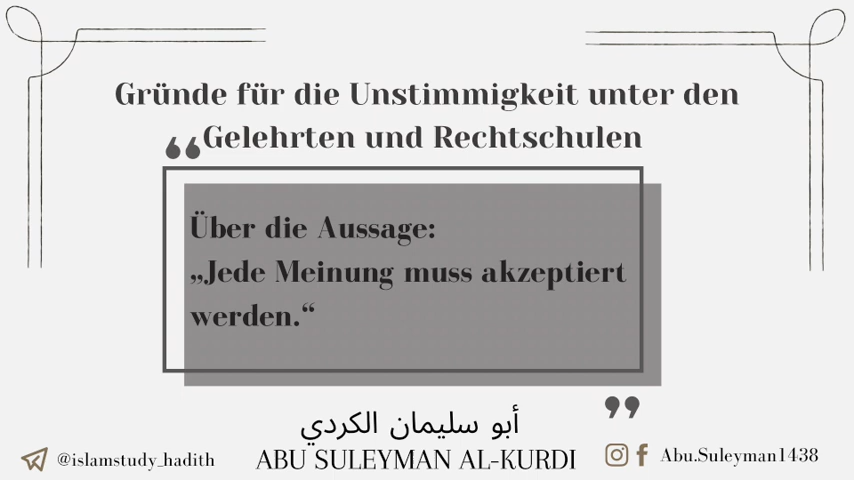 Gründe für die Unstimmigkeit unter den
Gelehrten und Rechtschulen
Über die Aussage:
„Jede Meinung muss akzeptiert
werden.“
أبو سليمان الكردي
ABU SULEYMAN AL-KURDI
@islamstudy_hadith
Abu.Suleyman1438